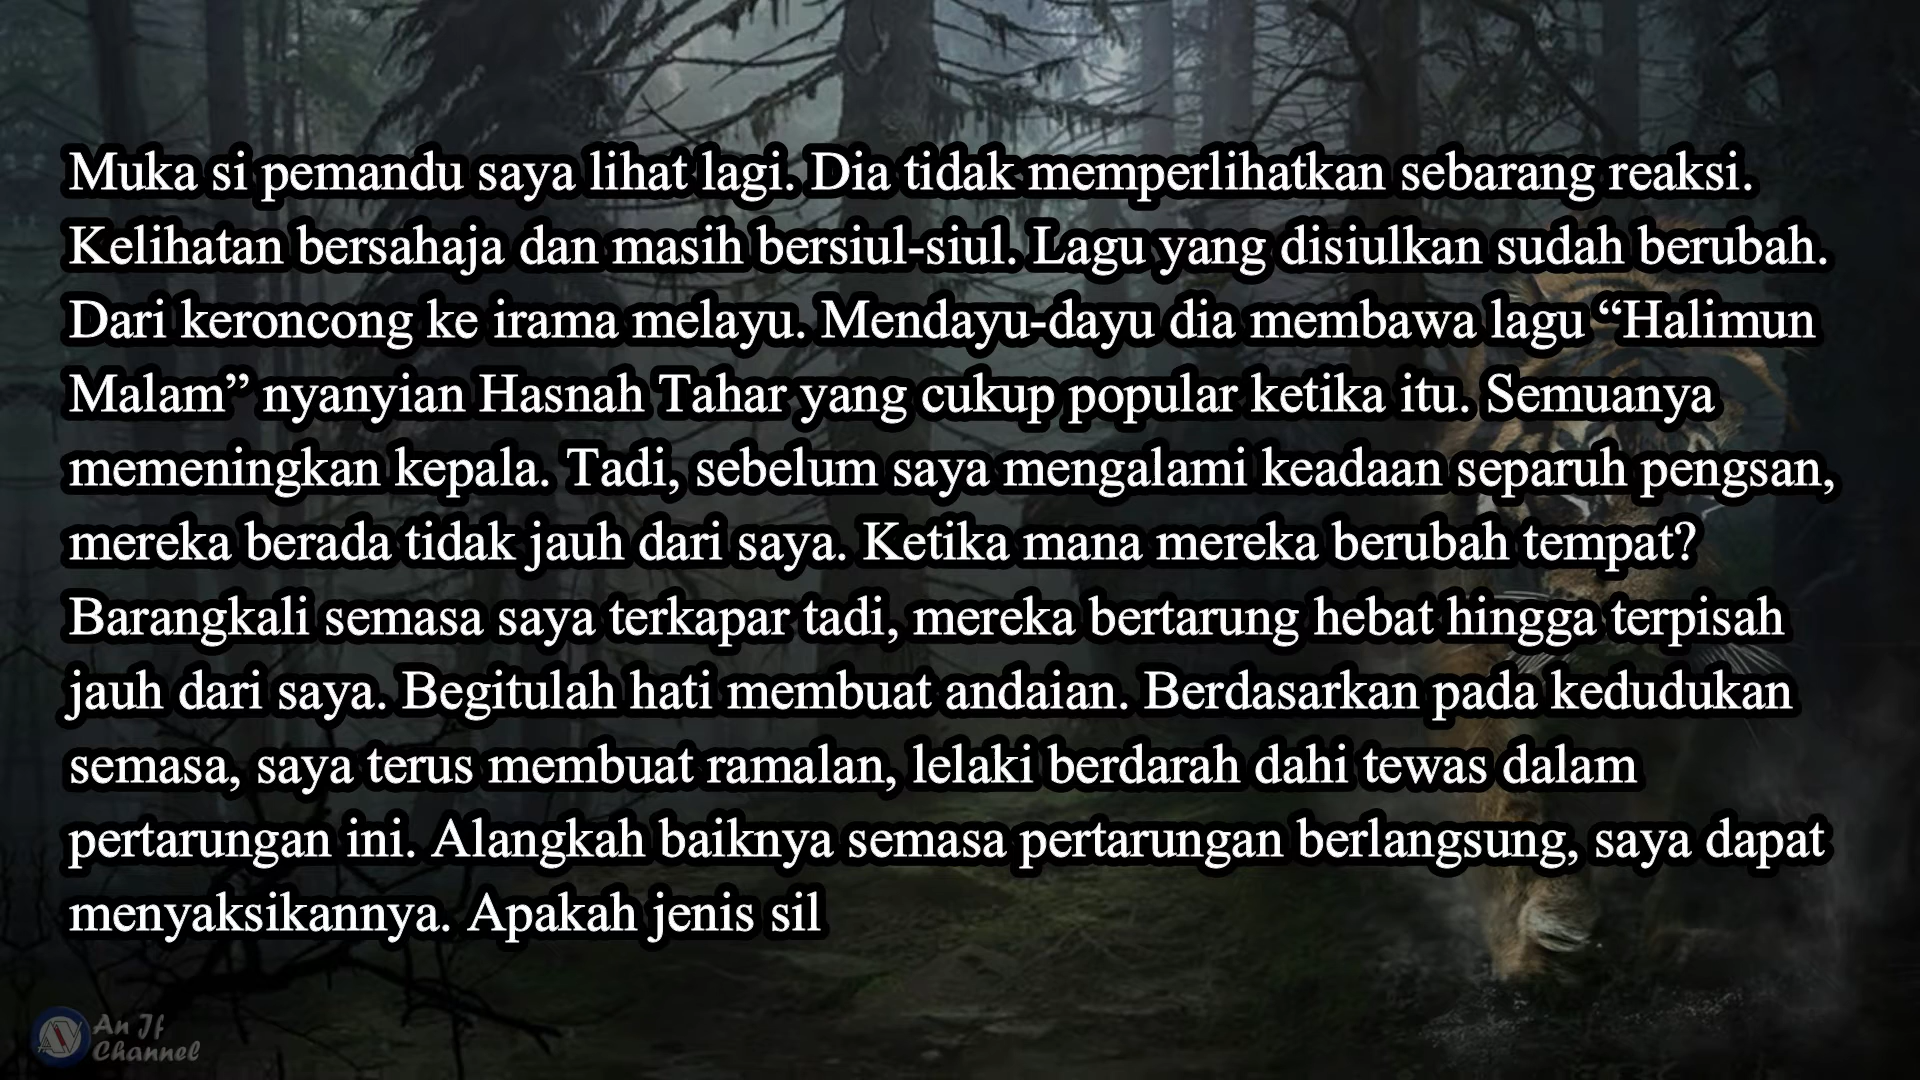 Muka si pemandu saya lihat lagi. Dia tidak memperlihatkan sebarang reaksi.
Kelihatan bersahaja dan masih bersiul-siul. Lagu yang disiulkan sudah berubah.
Dari keroncong ke irama melayu. Mendayu-dayu dia membawa lagu “Halimun
Malam” nyanyian Hasnah Tahar yang cukup popular ketika itu. Semuanya
memeningkan kepala. Tadi, sebelum saya mengalami keadaan separuh pengsan,
mereka berada tidak jauh dari saya. Ketika mana mereka berubah tempat?
Barangkali semasa saya terkapar tadi, mereka bertarung hebat hingga terpisah
jauh dari saya. Begitulah hati membuat andaian. Berdasarkan pada kedudukan
semasa, saya terus membuat ramalan, lelaki berdarah dahi tewas dalam
pertarungan ini. Alangkah baiknya semasa pertarungan berlangsung, saya dapat
menyaksikannya. Apakah jenis sil
An Jf
Channel